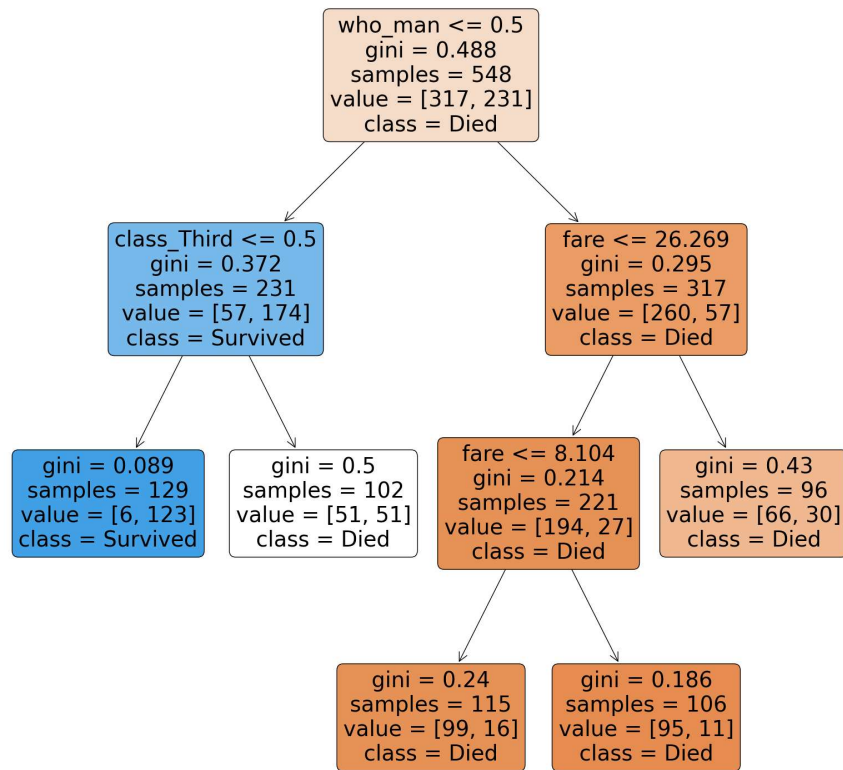 who_man <= 0.5
gini = 0.488
samples = 548
value = [317, 231]
class = Died
class_Third <= 0.5
gini = 0.372
samples = 231
value = [57, 174]
class = Survived
fare <= 26.269
gini = 0.295
samples = 317
value = [260, 57]
class = Died
gini = 0.089
samples = 129
value = [6, 123]
class = Survived
gini = 0.5
samples = 102
value = [51, 51]
class = Died
fare <= 8.104
gini = 0.214
samples = 221
value = [194, 27]
class = Died
gini = 0.43
samples = 96
value = [66, 30]
class = Died
gini = 0.24
samples = 115
value = [99, 16]
class = Died
gini = 0.186
samples = 106
value = [95, 11]
class = Died